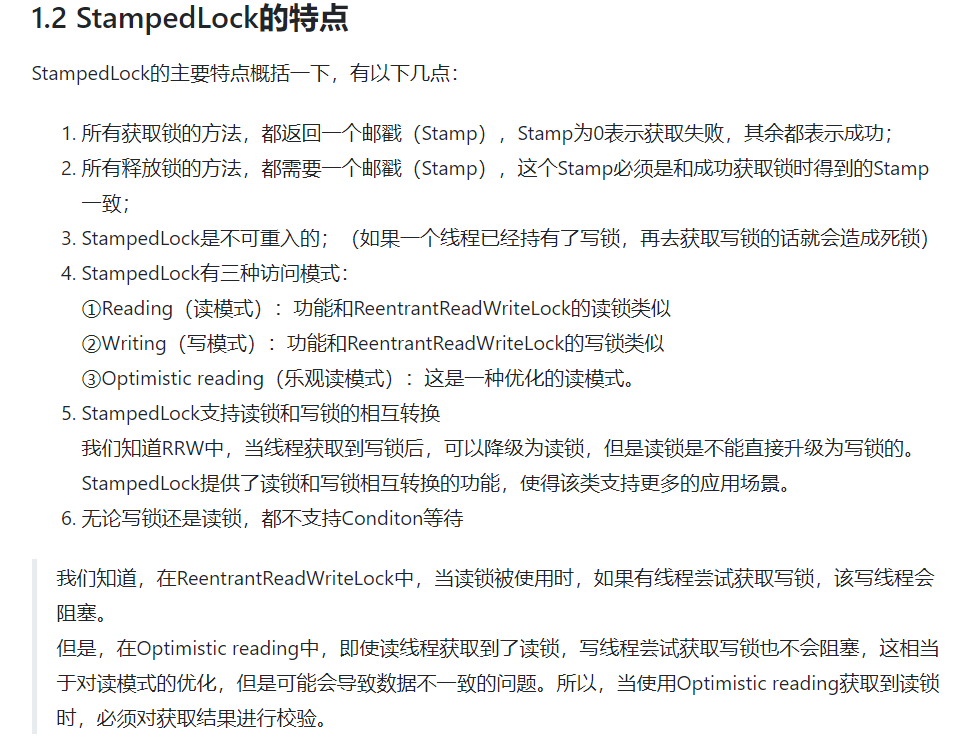 1.2 StampedLock的特点
StampedLock的主要特点概括一下，有以下几点：
1. 所有获取锁的方法，都返回一个邮戳（Stamp），Stamp为0表示获取失败，其余都表示成功；
2. 所有释放锁的方法，都需要一个邮戳（Stamp），这个Stamp必须是和成功获取锁时得到的Stamp
一致；
3. StampedLock是不可重入的；（如果一个线程已经持有了写锁，再去获取写锁的话就会造成死锁）
4. StampedLock有三种访问模式：
①Reading（读模式）：功能和ReentrantReadWriteLock的读锁类似
②Writing（写模式）：功能和ReentrantReadWriteLock的写锁类似
③Optimistic reading（乐观读模式）：这是一种优化的读模式。
5. StampedLock支持读锁和写锁的相互转换
我们知道RRW中，当线程获取到写锁后，可以降级为读锁，但是读锁是不能直接升级为写锁的。
StampedLock提供了读锁和写锁相互转换的功能，使得该类支持更多的应用场景。
6. 无论写锁还是读锁，都不支持Conditon等待
我们知道，在ReentrantReadWriteLock中，当读锁被使用时，如果有线程尝试获取写锁，该写线程会
阻塞。
但是，在Optimistic reading中，即使读线程获取到了读锁，写线程尝试获取写锁也不会阻塞，这相当
于对读模式的优化，但是可能会导致数据不一致的问题。所以，当使用Optimistic reading获取到读锁
时，必须对获取结果进行校验。